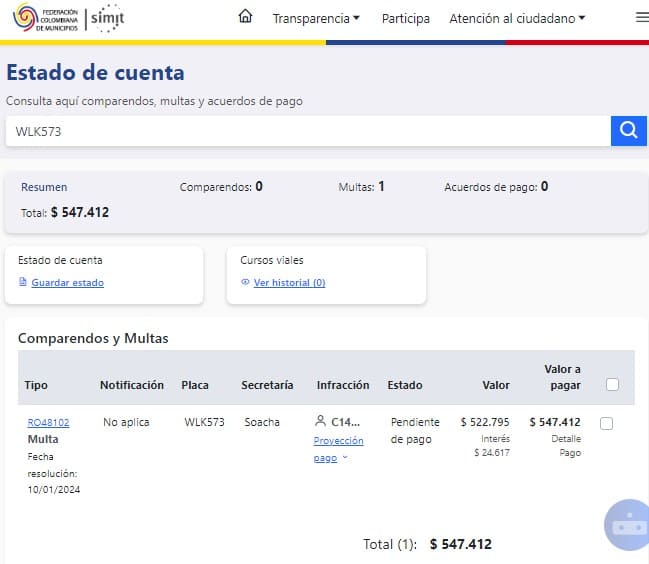 FEDERACIÓN
COLOMBIANA
DE MUNICIPIOS
simit
Transparencia Participa Atención al ciudadano
Estado de cuenta
Consulta aquí comparendos, multas y acuerdos de pago
WLK573
Resumen Comparendos: 0 Multas: 1 Acuerdos de pago: 0
Total: $ 547.412
Estado de cuenta
Guardar estado
Cursos viales
Ver historial (0)
Comparendos y Multas
Tipo Notificación Placa Secretaría Infracción Estado Valor Valor a pagar
RO48102 No aplica WLK573 Soacha C14... Pendiente $ 522.795 $ 547.412
Multa Proyección de pago Interés Detalle
Fecha pago $ 24.617 Pago
resolución:
10/01/2024
Total (1): $ 547.412